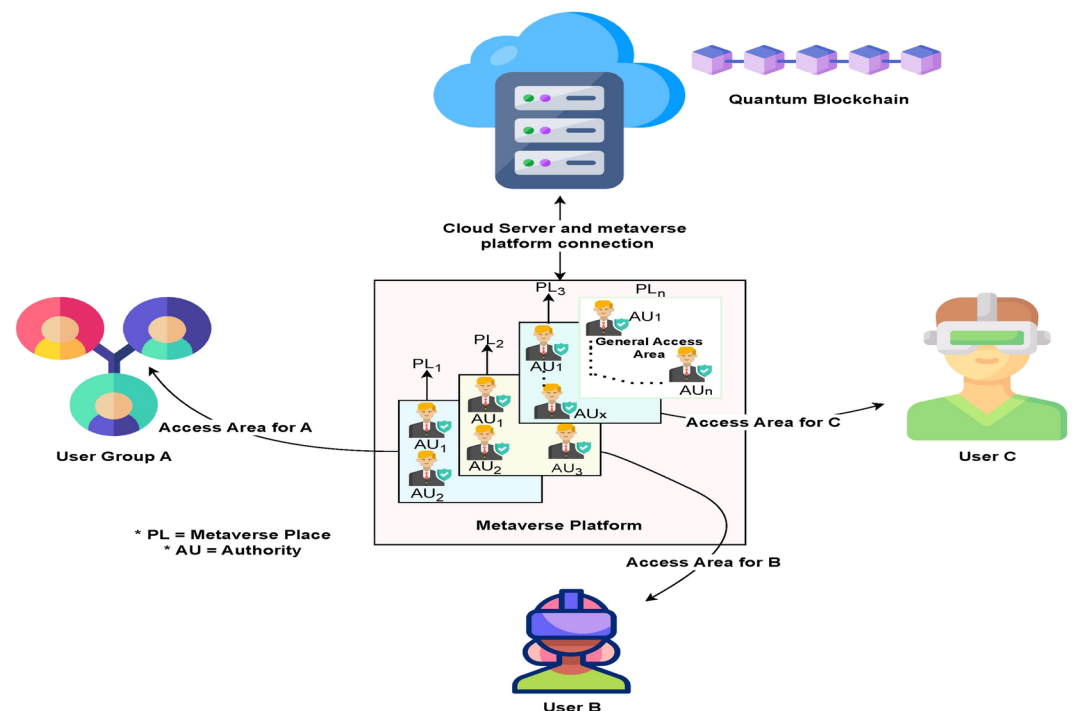 Quantum Blockchain
Cloud Server and metaverse
platform connection
PL₁
PL₂
PL₃
PLₙ
AU₁
General Access
Area
AUₙ
AU₁
AUₓ
AU₁
AU₂
AU₃
AU₁
AU₂
Metaverse Platform
Access Area for A
User Group A
Access Area for C
User C
* PL = Metaverse Place
* AU = Authority
Access Area for B
User B